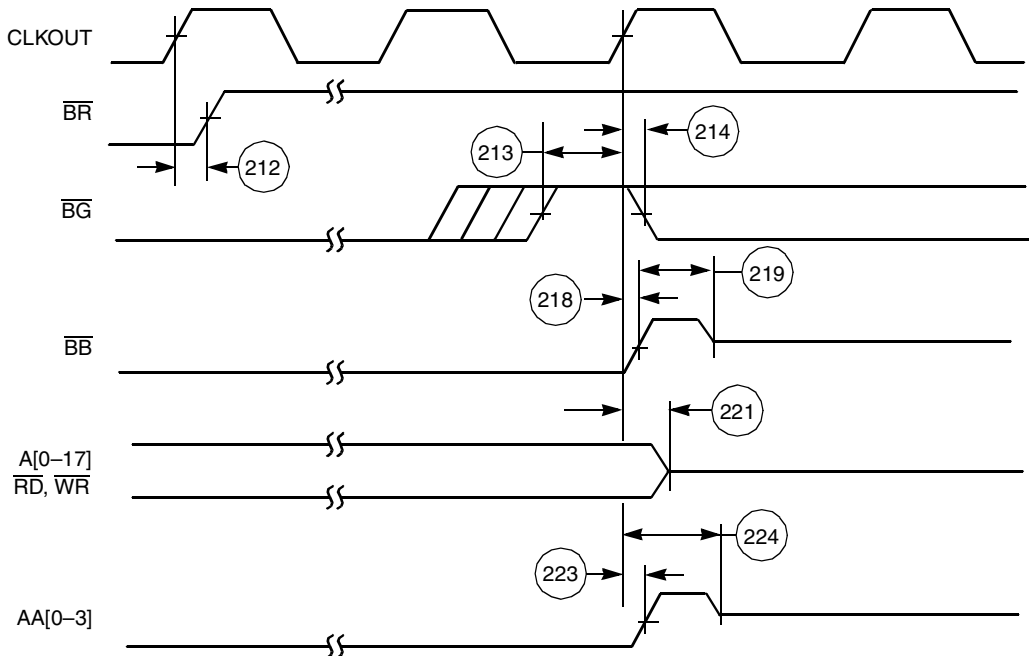 CLKOUT
BR
214
213
212
BG
219
218
BB
221
A[0–17]
RD, WR
224
223
AA[0–3]